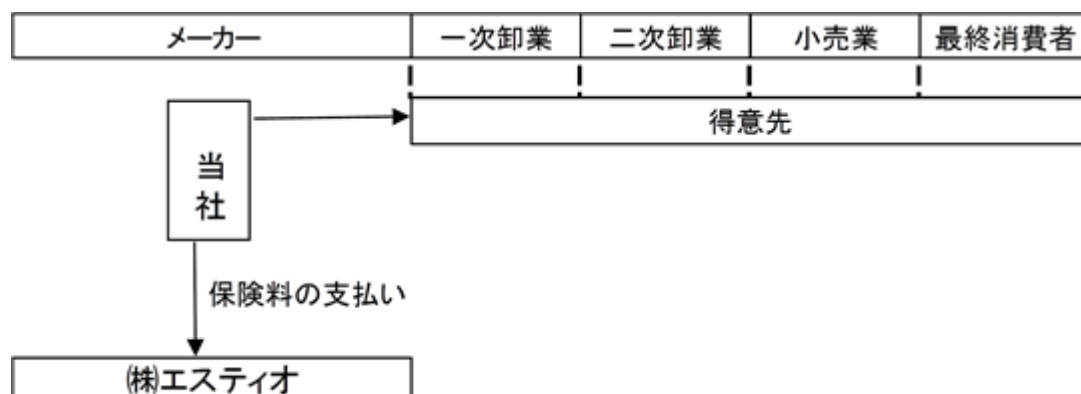 メーカー 一次卸業 二次卸業 小売業 最終消費者
得意先
当社
保険料の支払い
㈱エスティオ